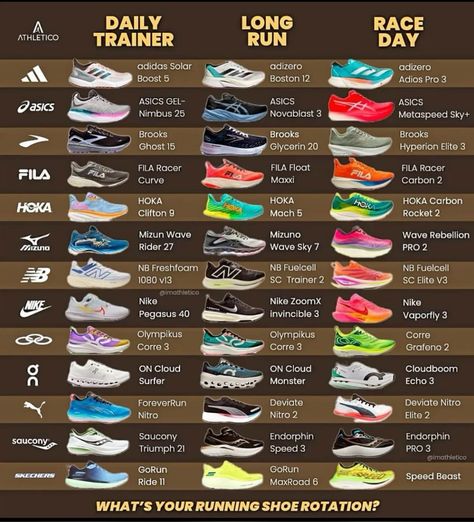 ATHLETICO
DAILY TRAINER
LONG RUN
RACE DAY
adidas Solar Boost 5
adizero Boston 12
adizero Adios Pro 3
asics
ASICS GEL- Nimbus 25
ASICS Novablast 3
ASICS Metaspeed Sky+
BROOKS
Brooks Ghost 15
Brooks Glycerin 20
Brooks Hyperion Elite 3
FILA
FILA Racer Curve
FILA Float Maxxi
FILA Racer Carbon 2
HOKA
HOKA Clifton 9
HOKA Mach 5
HOKA Carbon Rocket 2
Mizuno
Mizun Wave Rider 27
Mizuno Wave Sky 7
Wave Rebellion PRO 2
NB
NB Freshfoam 1080 v13
NB Fuelcell SC Trainer 2
NB Fuelcell SC Elite V3
@imathletico
NIKE
Nike Pegasus 40
Nike ZoomX invincible 3
Nike Vaporfly 3
Olympikus Corre 3
Olympikus Corre 3
Corre Grafeno 2
ON Cloud Surfer
ON Cloud Monster
Cloudboom Echo 3
ForeverRun Nitro
Deviate Nitro 2
Deviate Nitro Elite 2
saucony
Saucony Triumph 21
Endorphin Speed 3
Endorphin PRO 3
@imathletico
SKECHERS
GoRun Ride 11
GoRun MaxRoad 6
Speed Beast
WHAT'S YOUR RUNNING SHOE ROTATION?